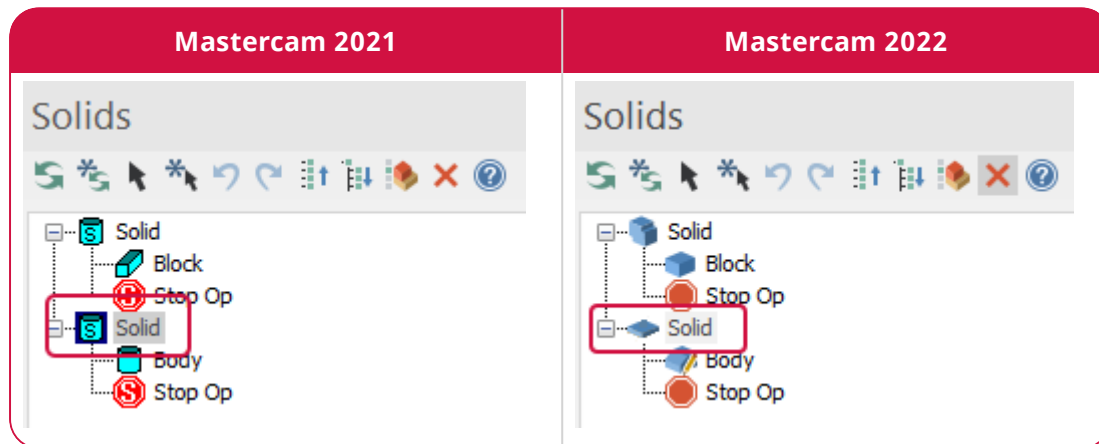 Mastercam 2021
Mastercam 2022
Solids
?
S Solid
Block
H Stop Op
S Solid
Body
S Stop Op
Solids
?
Solid
Block
Stop Op
Solid
Body
Stop Op